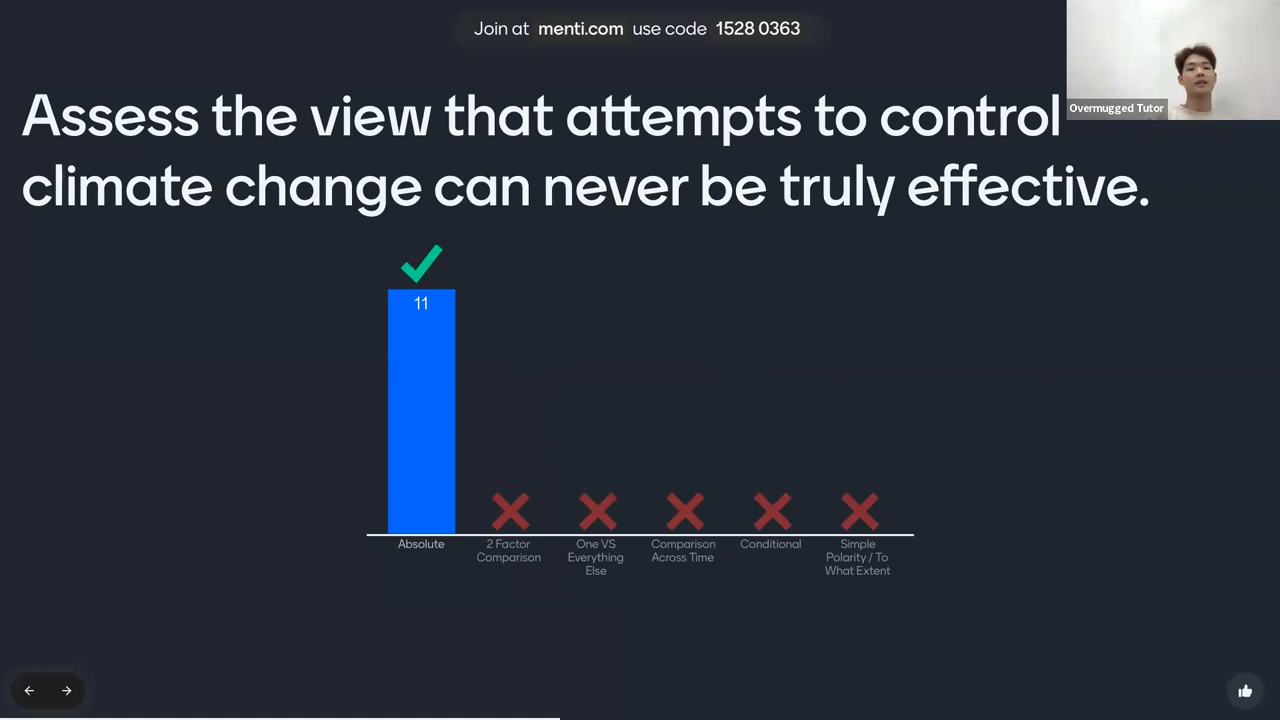 Join at menti.com use code 1528 0363
Overmugged Tutor
Assess the view that attempts to control
climate change can never be truly effective.
11
Absolute
2 Factor
Comparison
One VS
Everything
Else
Comparison
Across Time
Conditional
Simple
Polarity / To
What Extent